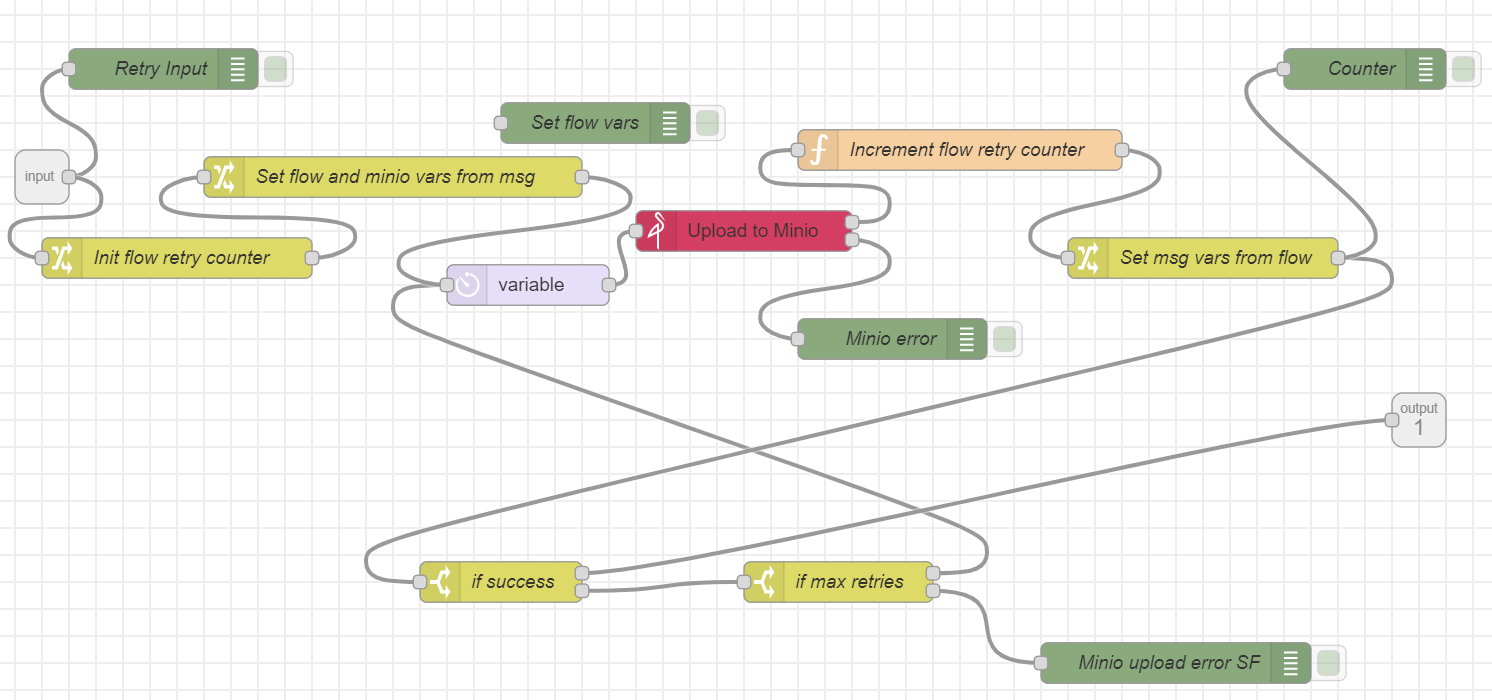 Retry Input
Counter
Set flow vars
Increment flow retry counter
input
Set flow and minio vars from msg
Upload to Minio
Init flow retry counter
Set msg vars from flow
variable
Minio error
output
1
if success
if max retries
Minio upload error SF